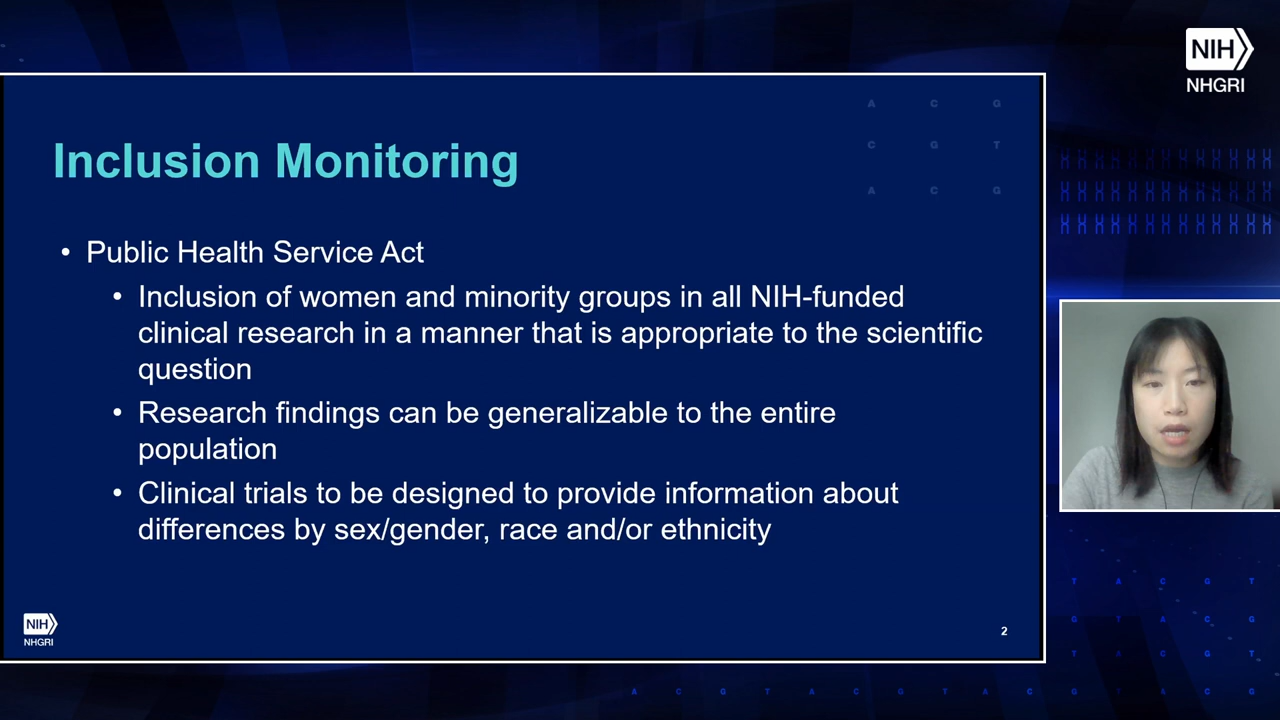 NIH
NHGRI
A C G
C G T
A C G
Inclusion Monitoring
• Public Health Service Act
• Inclusion of women and minority groups in all NIH-funded
clinical research in a manner that is appropriate to the scientific
question
• Research findings can be generalizable to the entire
population
• Clinical trials to be designed to provide information about
differences by sex/gender, race and/or ethnicity
NIH
NHGRI
2
T A C G T
G T A C G
T A C G T
A C G T A C G T A C G T A C G